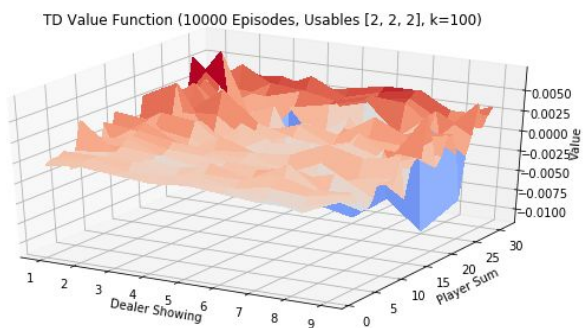 TD Value Function (10000 Episodes, Usables [2, 2, 2], k=100)
0.0050
0.0025
0.0000
-0.0025
-0.0050
-0.0075
-0.0100
Value
1 2 3 4 5 6 7 8 9
Dealer Showing
0 5 10 15 20 25 30
Player Sum